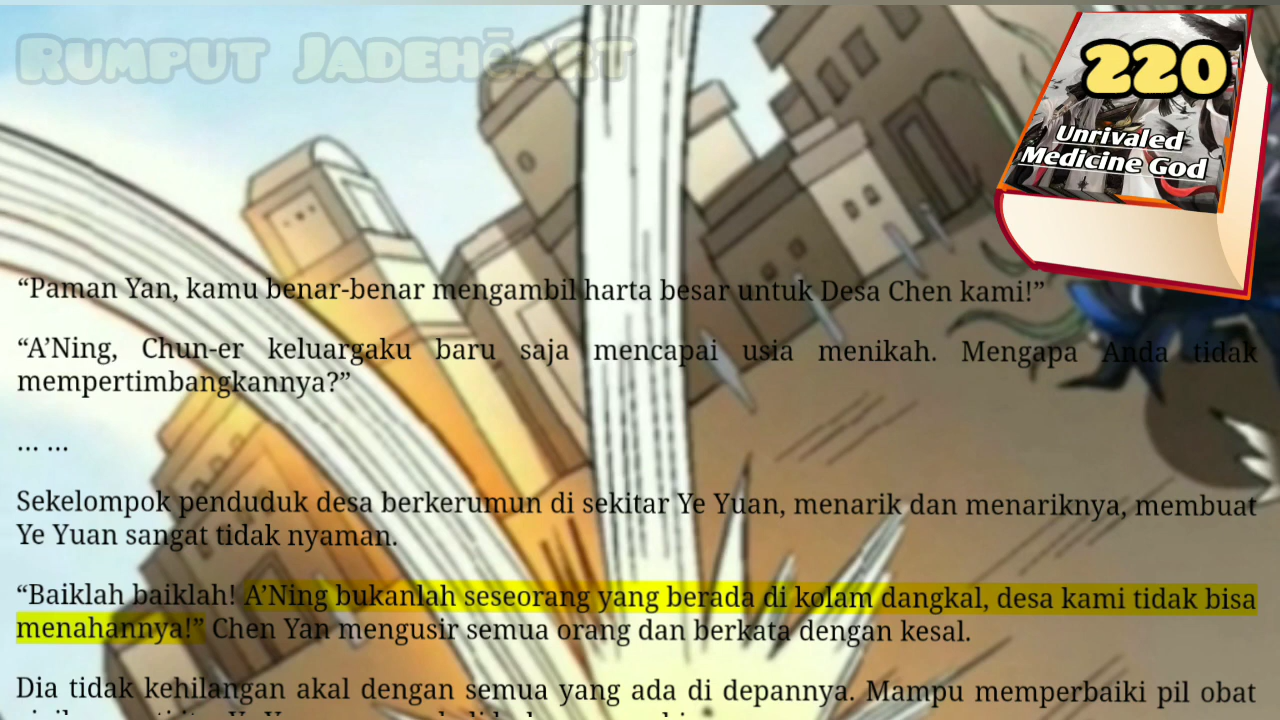 Rumput Jadehēart
220
Unrivaled
Medicine God
“Paman Yan, kamu benar-benar mengambil harta besar untuk Desa Chen kami!”
“A’Ning, Chun-er keluargaku baru saja mencapai usia menikah. Mengapa Anda tidak
mempertimbangkannya?”
... ...
Sekelompok penduduk desa berkerumun di sekitar Ye Yuan, menarik dan menariknya, membuat
Ye Yuan sangat tidak nyaman.
“Baiklah baiklah! A’Ning bukanlah seseorang yang berada di kolam dangkal, desa kami tidak bisa
menahannya!” Chen Yan mengusir semua orang dan berkata dengan kesal.
Dia tidak kehilangan akal dengan semua yang ada di depannya. Mampu memperbaiki pil obat